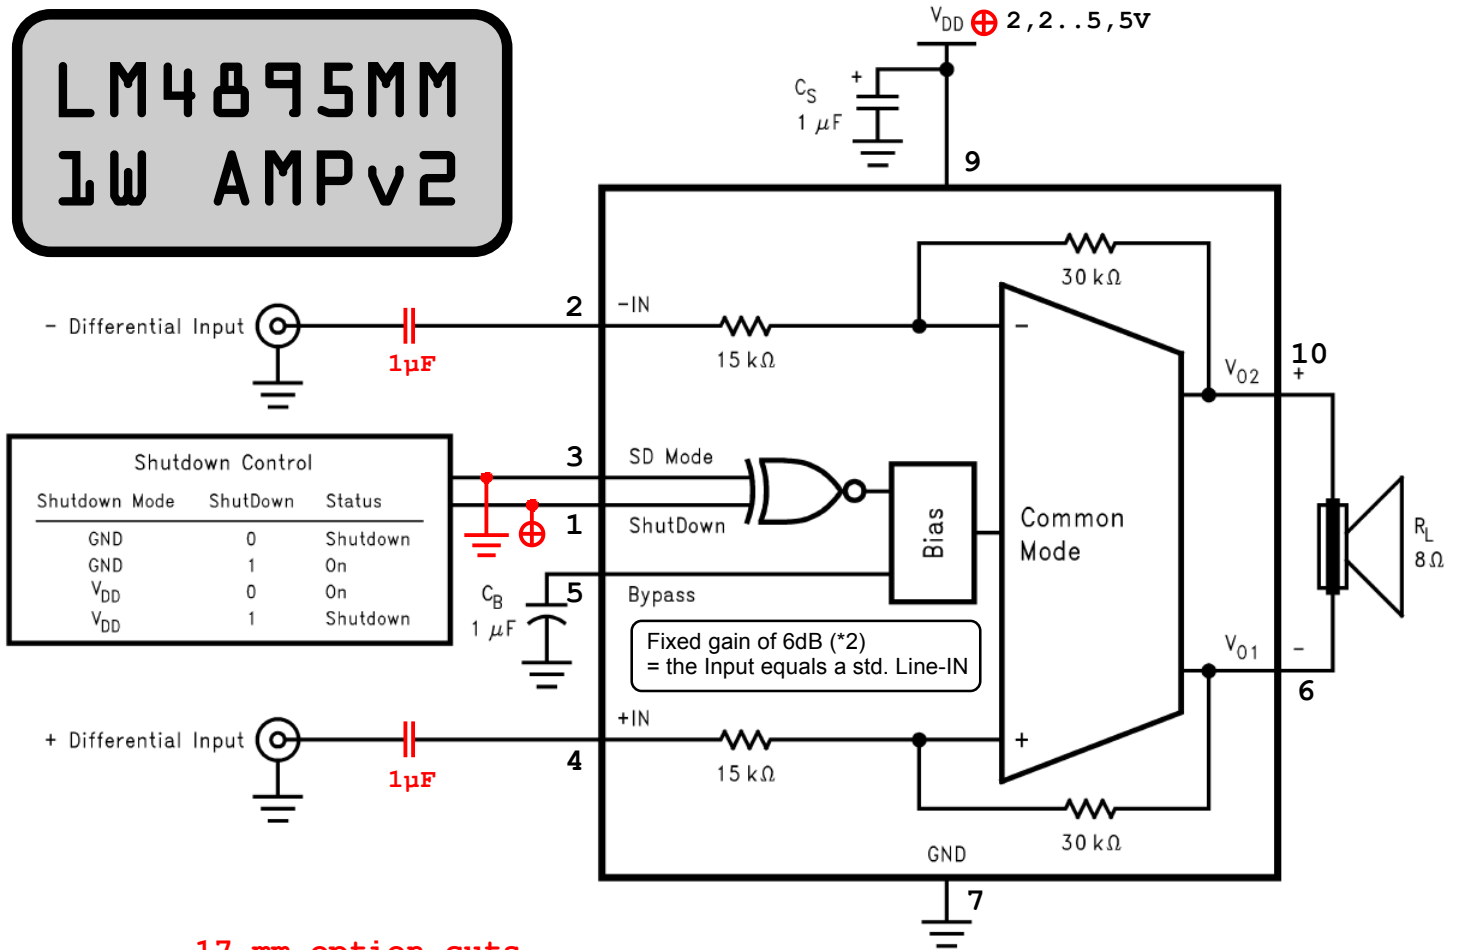 LM4895MM
1W AMPv2
VDD ⊕ 2,2..5,5V
+
CS
1 μF
9
30 kΩ
2
-IN
- Differential Input
1µF
15 kΩ
−
10
VO2
+
Shutdown Control
Shutdown Mode ShutDown Status
GND 0 Shutdown
GND 1 On
VDD 0 On
VDD 1 Shutdown
3
SD Mode
1
ShutDown
Bias
Common
Mode
RL
8Ω
5
Bypass
CB
1 μF
Fixed gain of 6dB (*2)
= the Input equals a std. Line-IN
VO1
-
6
+IN
+ Differential Input
4
1µF
15 kΩ
+
30 kΩ
GND
7
17 mm option cuts